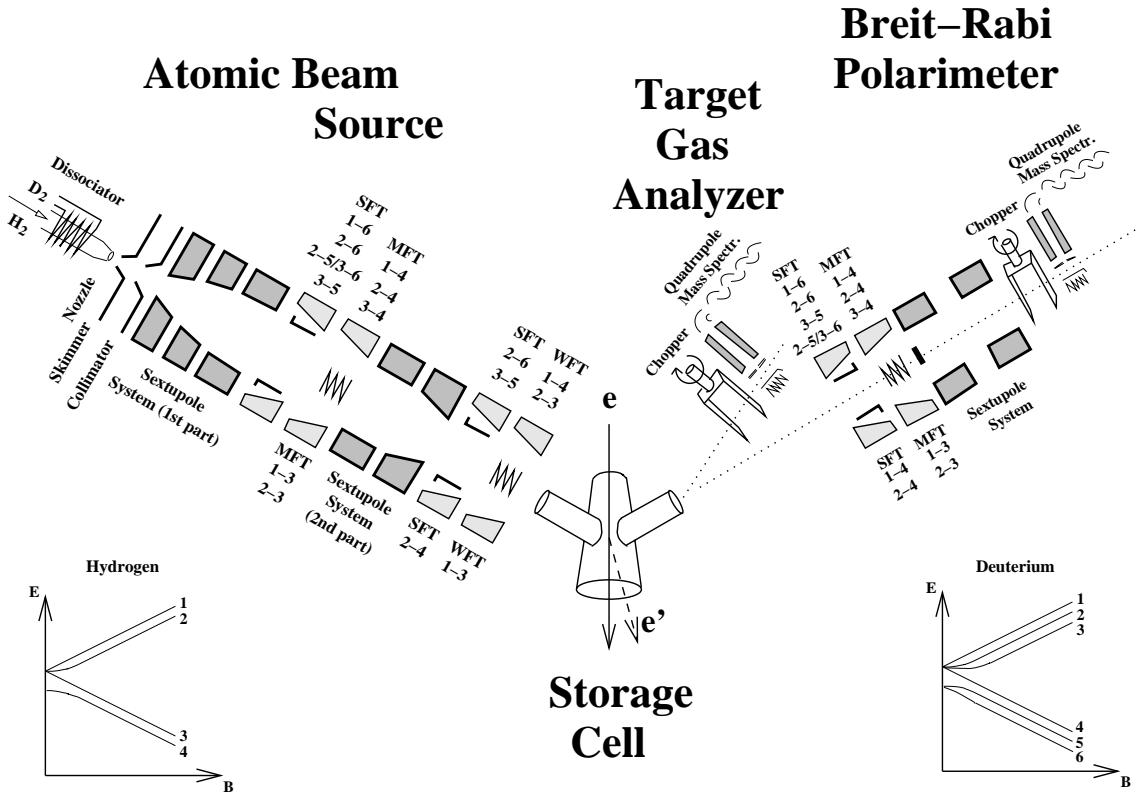 Breit–Rabi
Polarimeter
Atomic Beam
Source
Target
Gas
Analyzer
Dissociator
D2
H2
Nozzle
Skimmer
Collimator
Sextupole
System (1st part)
SFT
1–6
2–6
2–5/3–6
3–5
MFT
1–4
2–4
3–4
MFT
1–3
2–3
Sextupole
System
(2nd part)
SFT
2–6
3–5
WFT
1–4
2–3
SFT
2–4
WFT
1–3
e
e’
Storage
Cell
Chopper
Quadrupole
Mass Spectr.
SFT
1–6
2–6
3–5
2–5/3–6
MFT
1–4
2–4
3–4
SFT
1–4
2–4
MFT
1–3
2–3
Sextupole
System
Chopper
Quadrupole
Mass Spectr.
Hydrogen
E
1
2
3
4
B
Deuterium
E
1
2
3
4
5
6
B